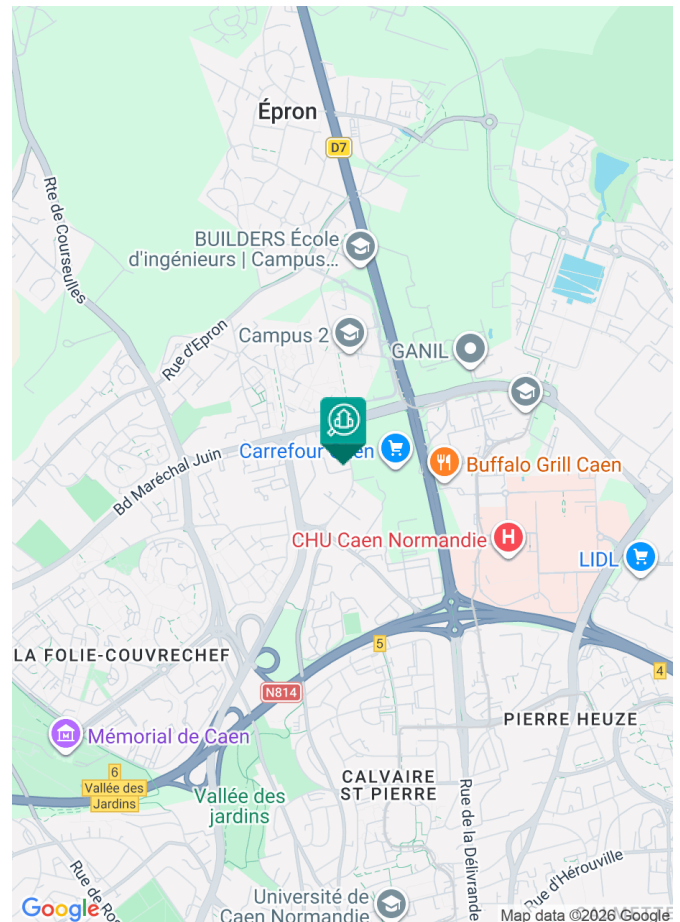 Épron
D7
Rte de Courseulles
BUILDERS École
d'ingénieurs | Campus...
Rue d'Epron
Campus 2
GANIL
Bd Maréchal Juin
Carrefour Caen
Buffalo Grill Caen
CHU Caen Normandie
H
LIDL
LA FOLIE-COUVRECHEF
5
4
N814
PIERRE HEUZE
Mémorial de Caen
6
Vallée des
Jardins
Vallée des
jardins
CALVAIRE
ST PIERRE
Rue de la Délivrande
Rue d'Hérouville
Université de
Caen Normandie
Google
Map data ©2026 Google